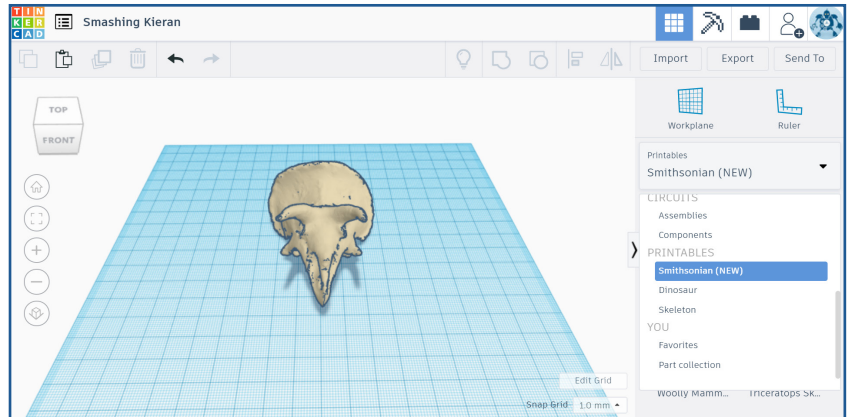 TIN
KER
CAD
Smashing Kieran
Import Export Send To
TOP
FRONT
Workplane Ruler
Printables
Smithsonian (NEW)
CIRCUITS
Assemblies
Components
PRINTABLES
Smithsonian (NEW)
Dinosaur
Skeleton
YOU
Favorites
Part collection
Woolly Mamm... Triceratops Sk...
Edit Grid
Snap Grid 1.0 mm